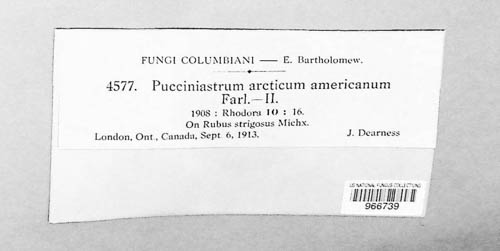 FUNGI COLUMBIANI — E. Bartholomew.
4577. Pucciniastrum arcticum americanum
Farl.—II.
1908 : Rhodora 10 : 16.
On Rubus strigosus Michx.
London, Ont., Canada, Sept. 6, 1913. J. Dearness
US NATIONAL FUNGUS COLLECTIONS
966739